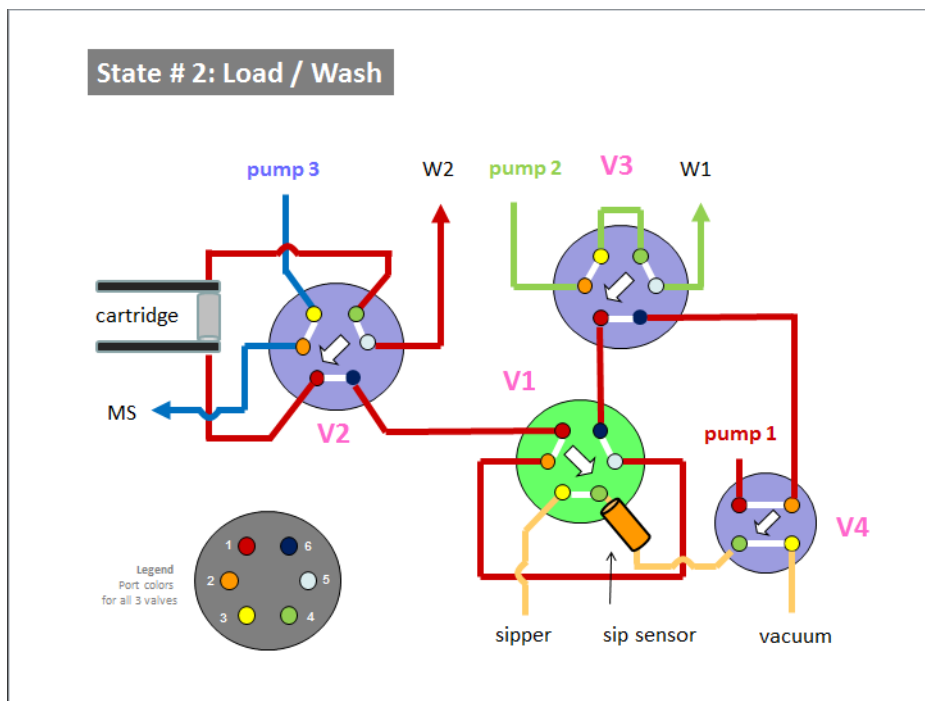 State # 2: Load / Wash
pump 3
W2
pump 2
V3
W1
cartridge
MS
V2
V1
pump 1
V4
Legend
Port colors
for all 3 valves
1
6
2
5
3
4
sipper
sip sensor
vacuum